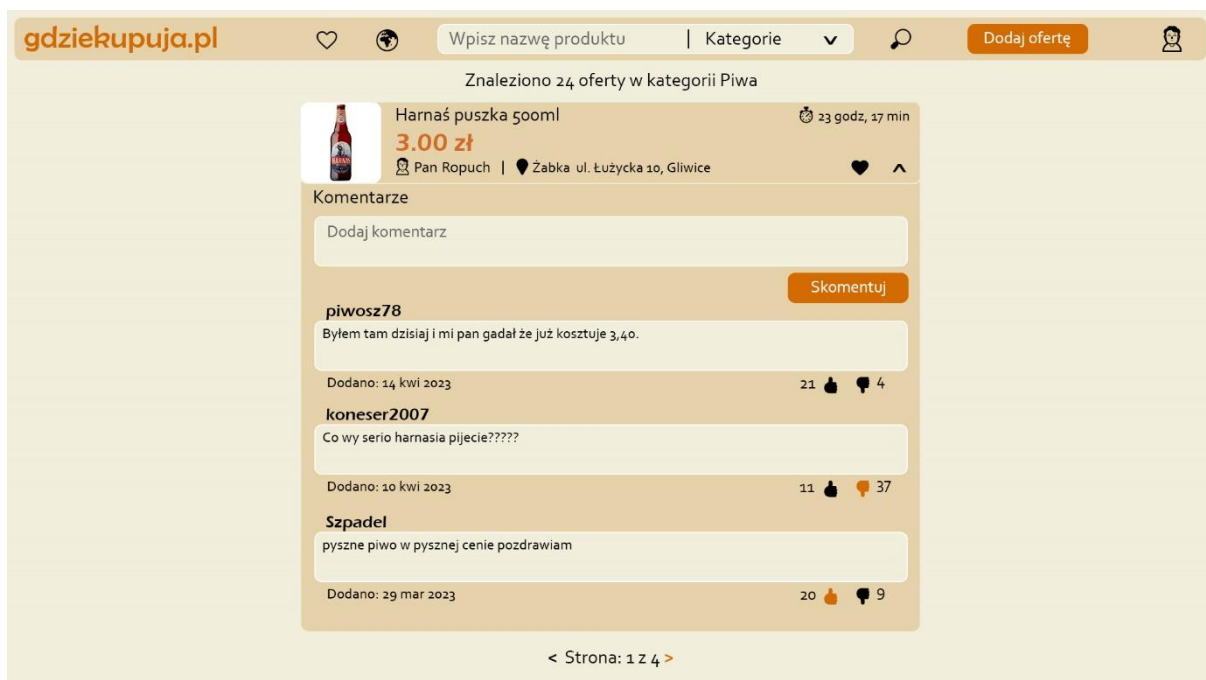 gdziekupuja.pl
Wpisz nazwę produktu | Kategorie
Dodaj ofertę
Znaleziono 24 oferty w kategorii Piwa
Harnaś puszka 500ml
23 godz, 17 min
3.00 zł
Pan Ropuch | Żabka ul. Łużycka 10, Gliwice
Komentarze
Dodaj komentarz
Skomentuj
piwosz78
Byłem tam dzisiaj i mi pan gadał że już kosztuje 3,40.
Dodano: 14 kwi 2023
21 4
koneser2007
Co wy serio harnasia pijecie?????
Dodano: 10 kwi 2023
11 37
Szpadel
pyszne piwo w pysznej cenie pozdrawiam
Dodano: 29 mar 2023
20 9
< Strona: 1 z 4 >